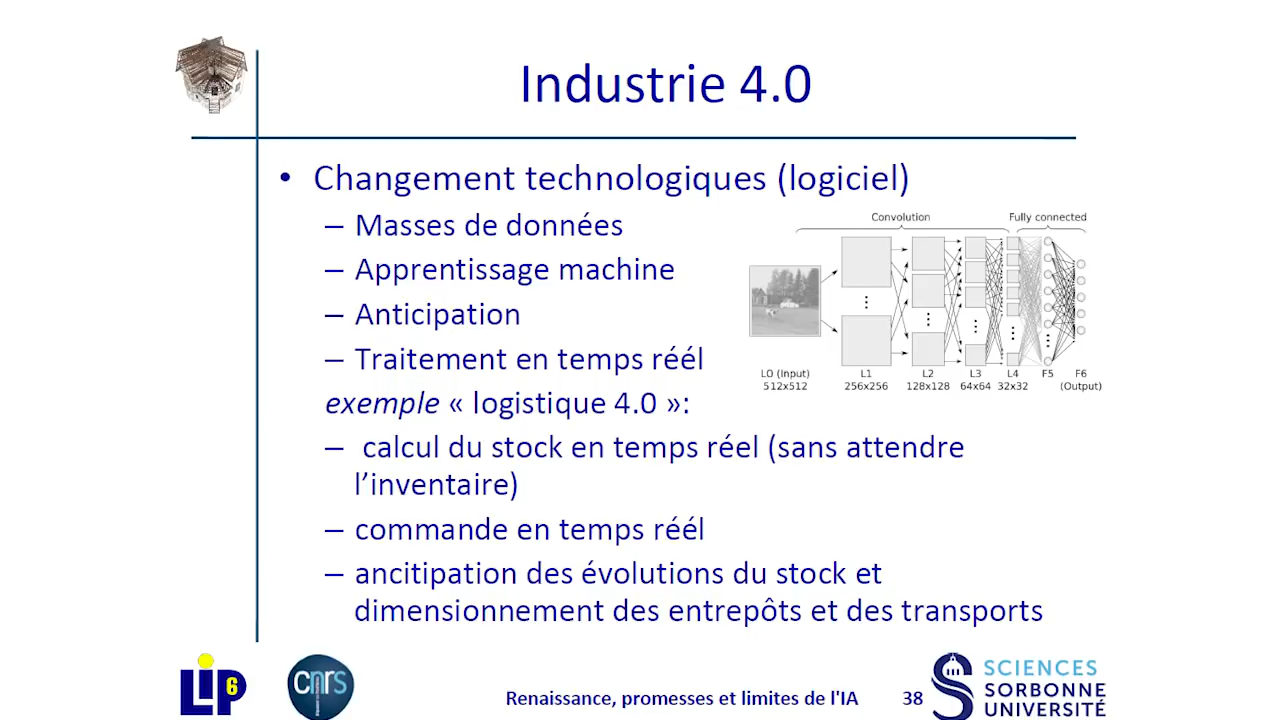 Industrie 4.0
• Changement technologiques (logiciel)
– Masses de données
– Apprentissage machine
– Anticipation
– Traitement en temps réél
exemple « logistique 4.0 »:
– calcul du stock en temps réel (sans attendre
l’inventaire)
– commande en temps réél
– ancitipation des évolutions du stock et
dimensionnement des entrepôts et des transports
Convolution Fully connected
L0 (Input) L1 L2 L3 L4 F5 F6
512x512 256x256 128x128 64x64 32x32 (Output)
LIP6
cnrs
Renaissance, promesses et limites de l'IA 38
SCIENCES
SORBONNE
UNIVERSITÉ